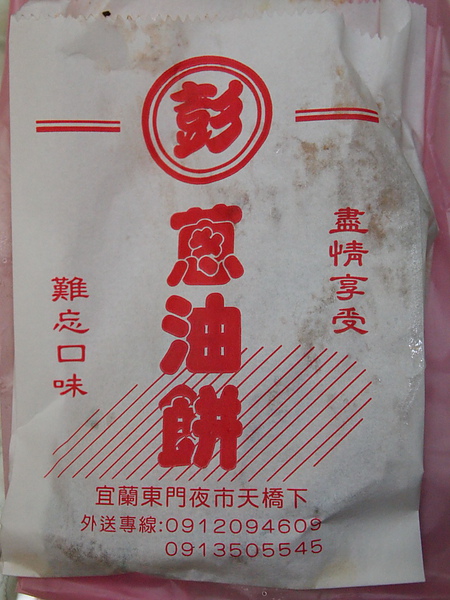 彭
蔥油餅
盡情享受
難忘口味
宜蘭東門夜市天橋下
外送專線:0912094609
0913505545